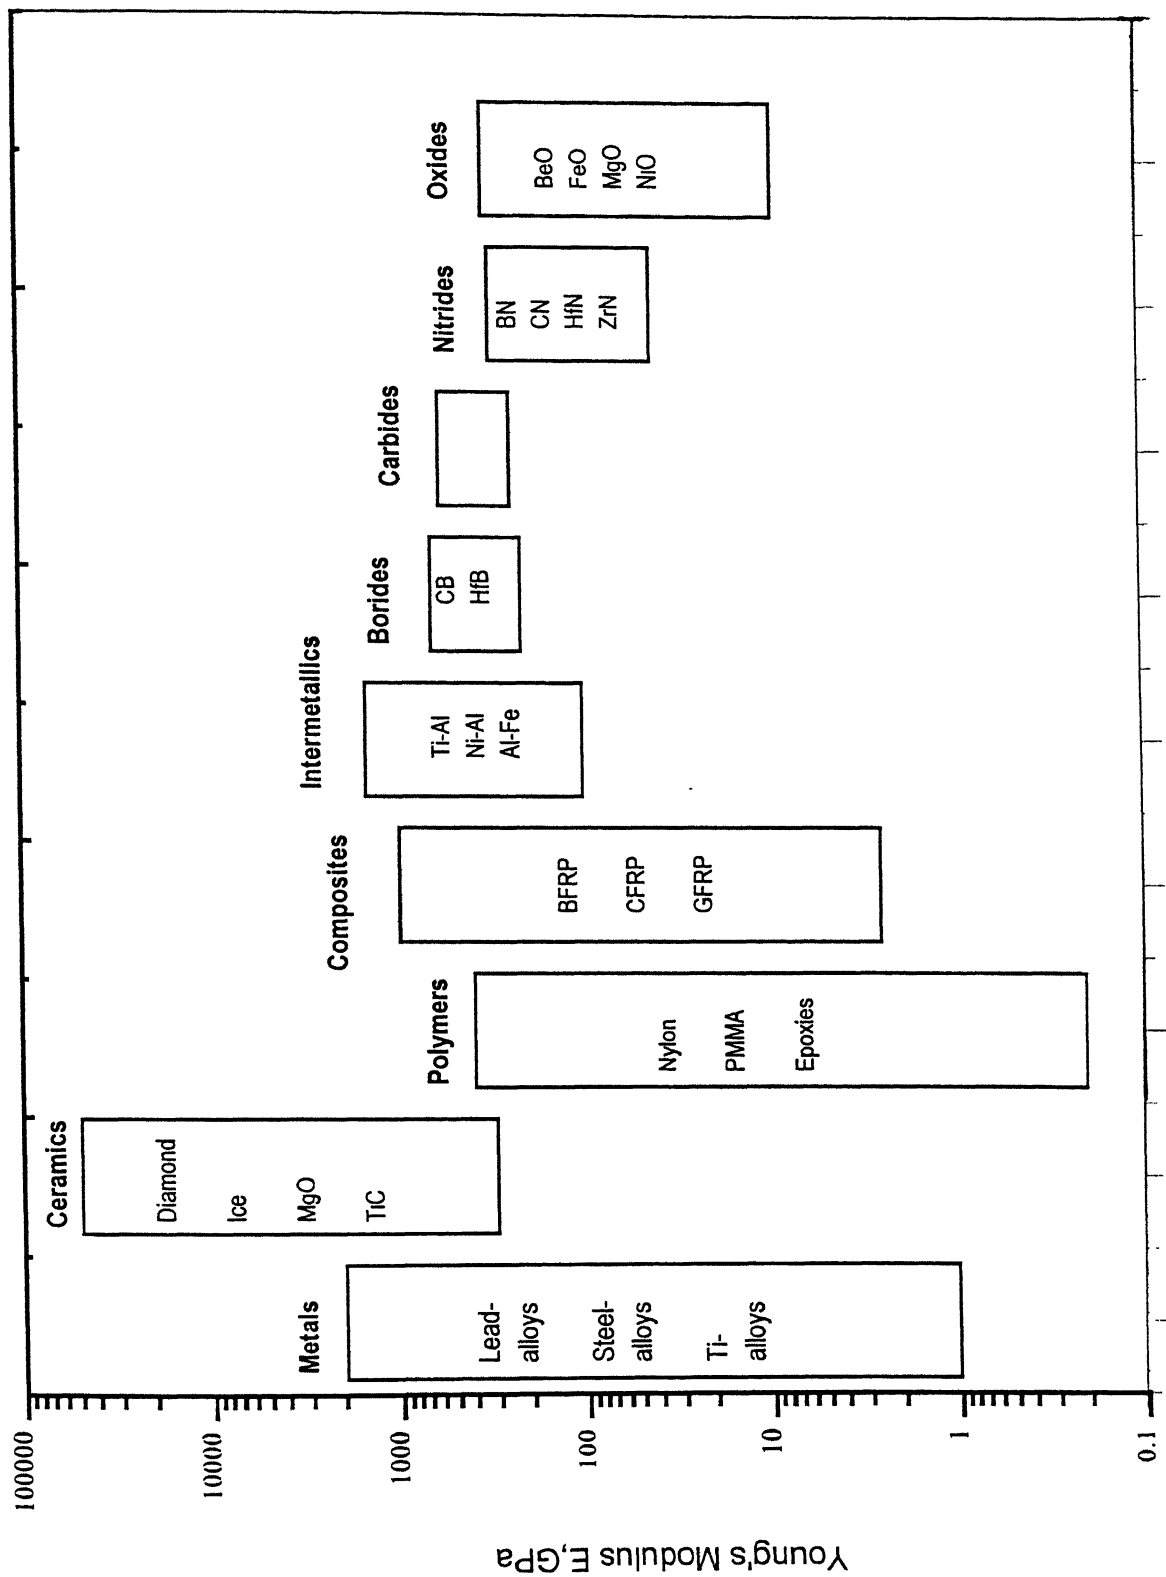 Young's Modulus E,GPa
100000
10000
1000
100
10
1
0.1
Metals
Lead-
alloys
Steel-
alloys
Ti-
alloys
Ceramics
Diamond
Ice
MgO
TiC
Polymers
Nylon
PMMA
Epoxies
Composites
BFRP
CFRP
GFRP
Intermetallics
Ti-Al
Ni-Al
Al-Fe
Borides
CB
HfB
Carbides
Nitrides
BN
CN
HfN
ZrN
Oxides
BeO
FeO
MgO
NiO